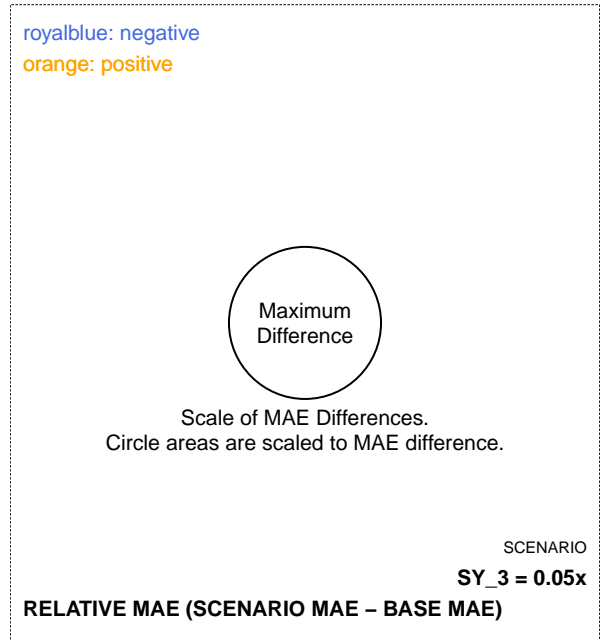 royalblue: negative
orange: positive
Maximum
Difference
Scale of MAE Differences.
Circle areas are scaled to MAE difference.
SCENARIO
SY_3 = 0.05x
RELATIVE MAE (SCENARIO MAE – BASE MAE)